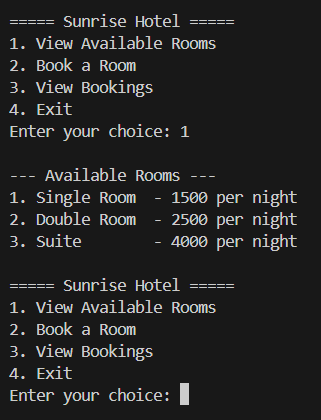 ===== Sunrise Hotel =====
1. View Available Rooms
2. Book a Room
3. View Bookings
4. Exit
Enter your choice: 1

--- Available Rooms ---
1. Single Room  - 1500 per night
2. Double Room  - 2500 per night
3. Suite        - 4000 per night

===== Sunrise Hotel =====
1. View Available Rooms
2. Book a Room
3. View Bookings
4. Exit
Enter your choice: